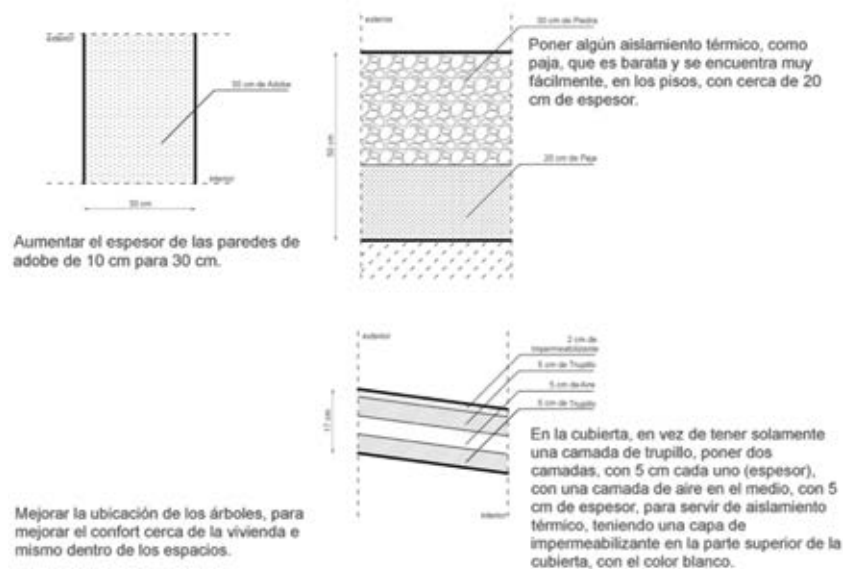 exterior
30 cm de Adobe
interior
30 cm
Aumentar el espesor de las paredes de
adobe de 10 cm para 30 cm.
exterior
30 cm de Piedra
50 cm
20 cm de Paja
Poner algún aislamiento térmico, como
paja, que es barata y se encuentra muy
fácilmente, en los pisos, con cerca de 20
cm de espesor.
exterior
2 cm de
Impermeabilizante
5 cm de Trupillo
5 cm de Aire
5 cm de Trupillo
17 cm
interior
Mejorar la ubicación de los árboles, para
mejorar el confort cerca de la vivienda e
mismo dentro de los espacios.
En la cubierta, en vez de tener solamente
una camada de trupillo, poner dos
camadas, con 5 cm cada uno (espesor),
con una camada de aire en el medio, con 5
cm de espesor, para servir de aislamiento
térmico, teniendo una capa de
impermeabilizante en la parte superior de la
cubierta, con el color blanco.